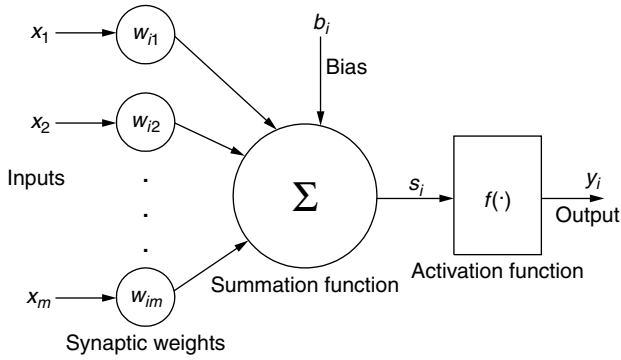 x1
wi1
bi
Bias
x2
wi2
Inputs
Σ
si
f(·)
yi
Output
xm
wim
Summation function
Activation function
Synaptic weights